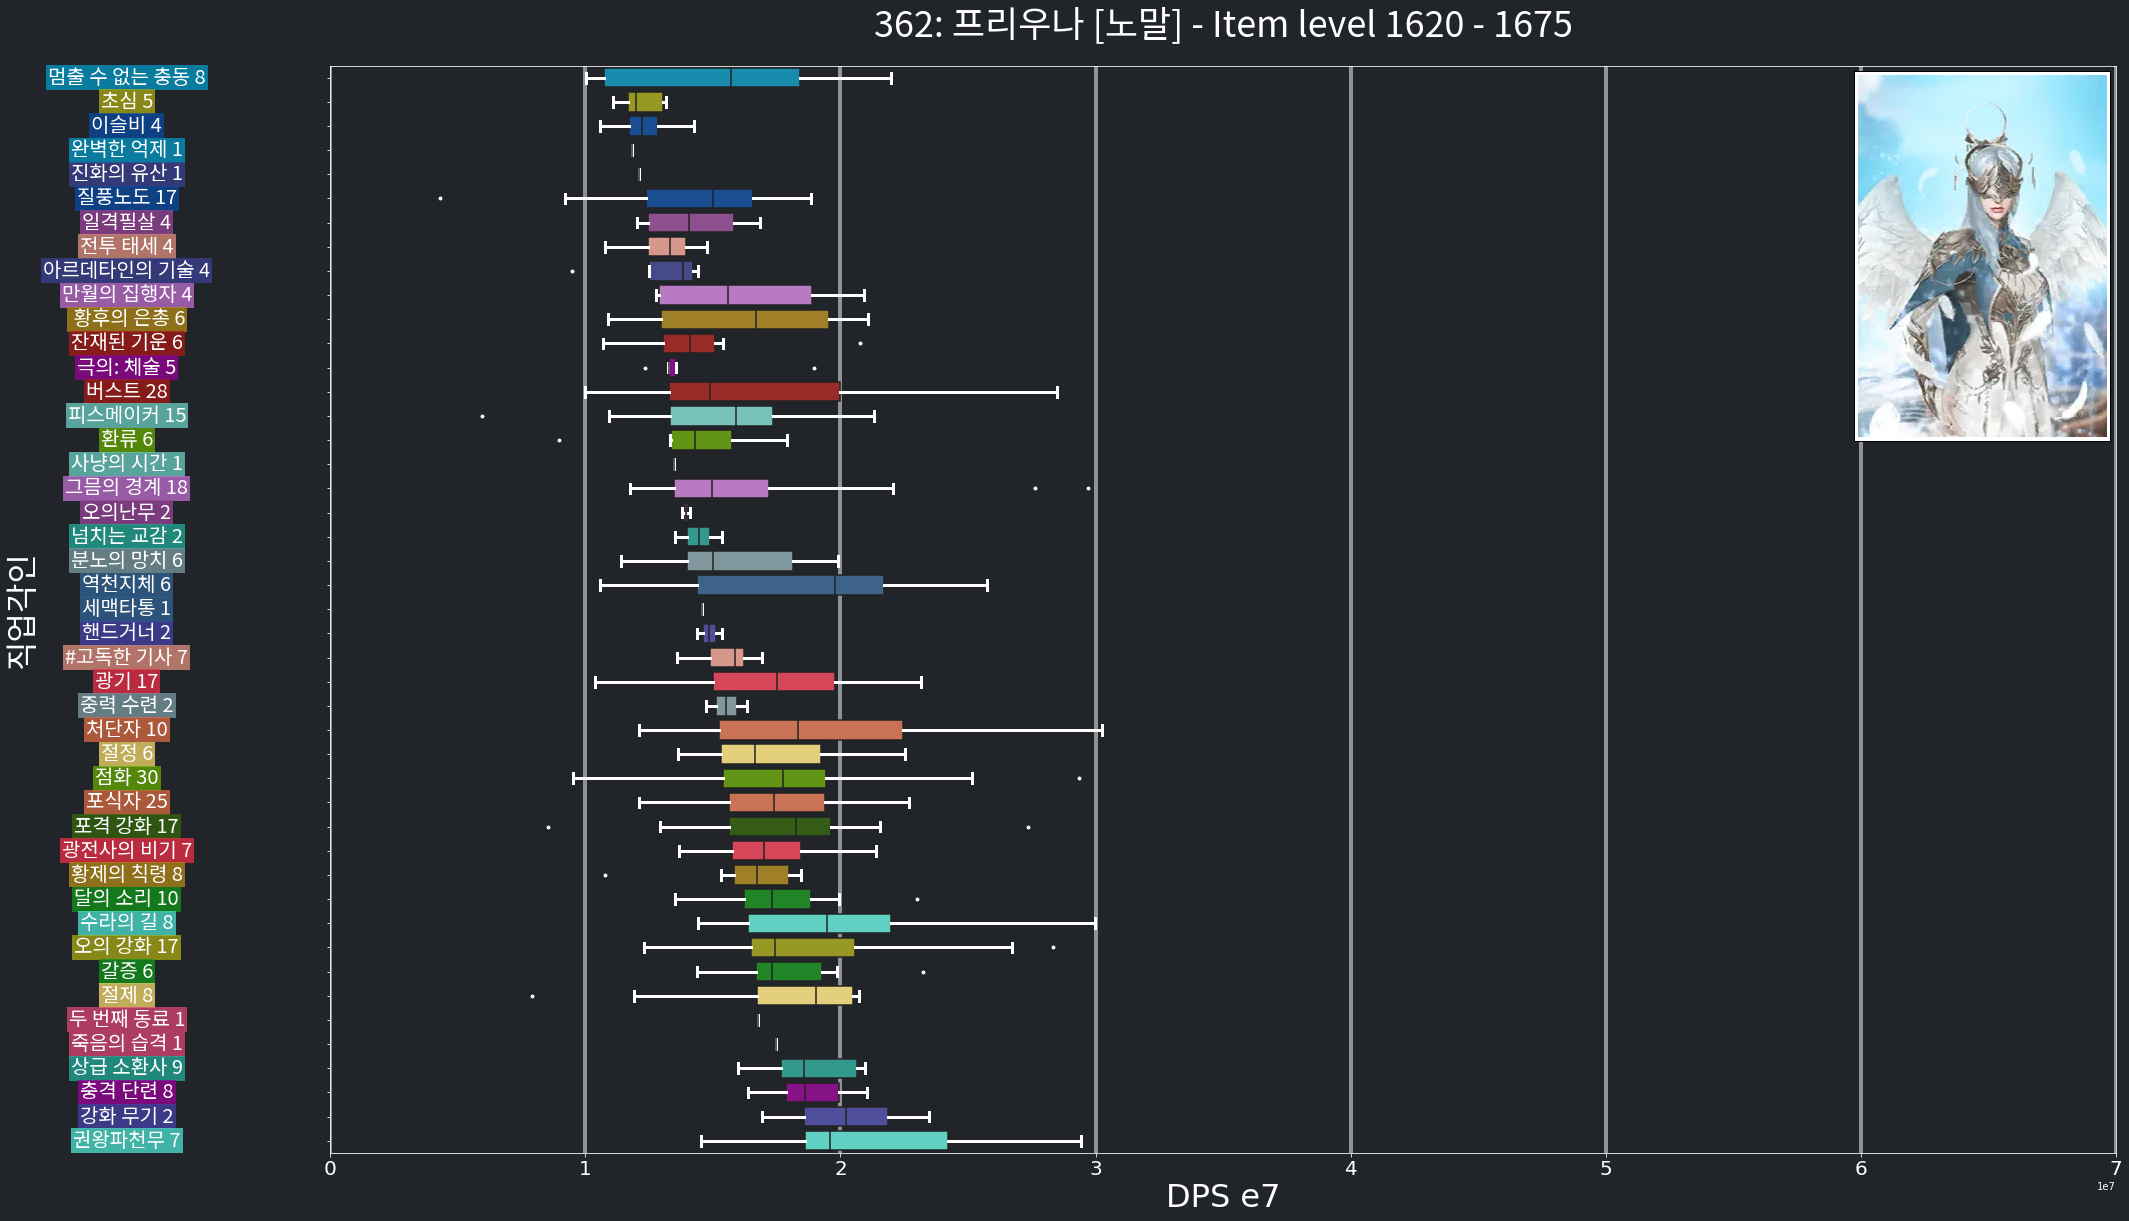 362: 프리우나 [노말] - Item level 1620 - 1675
직업각인
멈출 수 없는 충동 8
초심 5
이슬비 4
완벽한 억제 1
진화의 유산 1
질풍노도 17
일격필살 4
전투 태세 4
아르데타인의 기술 4
만월의 집행자 4
황후의 은총 6
잔재된 기운 6
극의: 체술 5
버스트 28
피스메이커 15
환류 6
사냥의 시간 1
그믐의 경계 18
오의난무 2
넘치는 교감 2
분노의 망치 6
역천지체 6
세맥타통 1
핸드거너 2
#고독한 기사 7
광기 17
중력 수련 2
처단자 10
절정 6
점화 30
포식자 25
포격 강화 17
광전사의 비기 7
황제의 칙령 8
달의 소리 10
수라의 길 8
오의 강화 17
갈증 6
절제 8
두 번째 동료 1
죽음의 습격 1
상급 소환사 9
충격 단련 8
강화 무기 2
권왕파천무 7
0 1 2 3 4 5 6 7
1e7
DPS e7